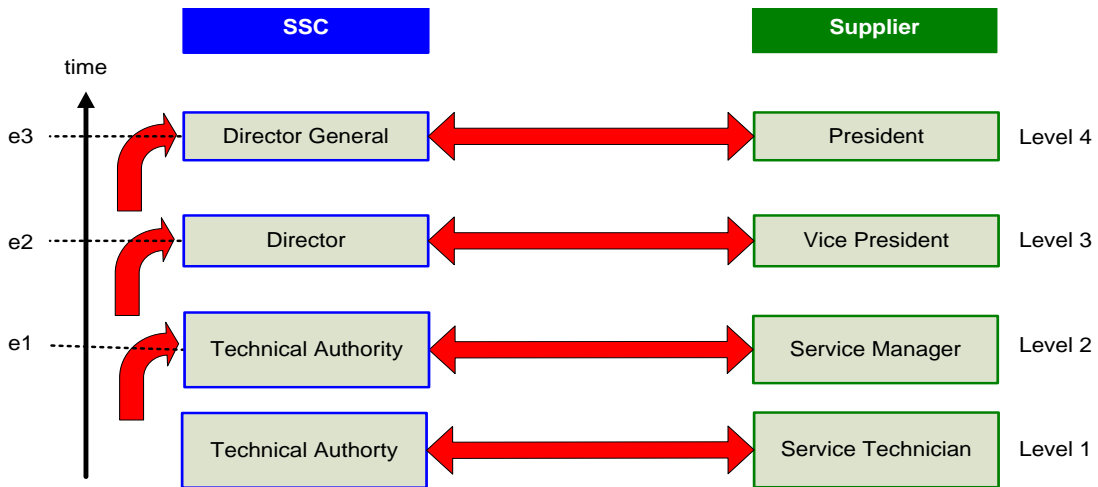 SSC
Supplier
time
e3
Director General
President
Level 4
e2
Director
Vice President
Level 3
e1
Technical Authority
Service Manager
Level 2
Technical Authorty
Service Technician
Level 1